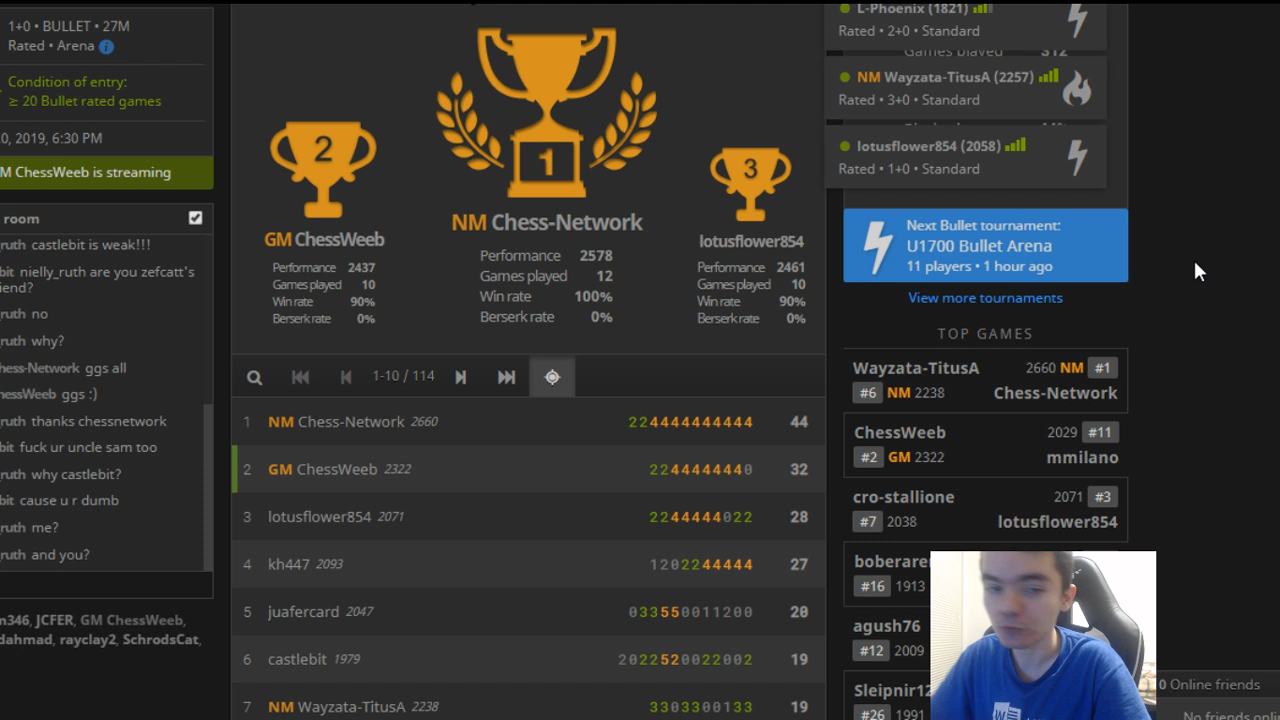 1+0 • BULLET • 27M
Rated • Arena
Condition of entry:
≥ 20 Bullet rated games
0, 2019, 6:30 PM
M ChessWeeb is streaming
room
ruth castlebit is weak!!!
bit nielly_ruth are you zefcatt's
iend?
ruth no
ruth why?
hess-Network ggs all
hessWeeb ggs :)
ruth thanks chessnetwork
bit fuck ur uncle sam too
ruth why castlebit?
bit cause u r dumb
ruth me?
ruth and you?
m346, JCFER, GM ChessWeeb,
dahmad, rayclay2, SchrodsCat,
2
GM ChessWeeb
Performance 2437
Games played 10
Win rate 90%
Berserk rate 0%
1
NM Chess-Network
Performance 2578
Games played 12
Win rate 100%
Berserk rate 0%
3
lotusflower854
Performance 2461
Games played 10
Win rate 90%
Berserk rate 0%
1-10 / 114
1 NM Chess-Network 2660 224444444444 44
2 GM ChessWeeb 2322 2244444440 32
3 lotusflower854 2071 2244444022 28
4 kh447 2093 1202244444 27
5 juafercard 2047 033550011200 20
6 castlebit 1979 2022520022002 19
7 NM Wayzata-TitusA 2238 3303300133 19
L-Phoenix (1821)
Rated • 2+0 • Standard
Games played 312
NM Wayzata-TitusA (2257)
Rated • 3+0 • Standard
lotusflower854 (2058)
Rated • 1+0 • Standard
Next Bullet tournament:
U1700 Bullet Arena
11 players • 1 hour ago
View more tournaments
TOP GAMES
WayzataTitusA 2660 NM #1
#6 NM 2238 Chess-Network
ChessWeeb 2029 #11
#2 GM 2322 mmilano
cro-stallione 2071 #3
#7 2038 lotusflower854
boberare
#16 1913
agush76
#12 2009
Sleipnir12
#26 1991
0 Online friends
No friends onli